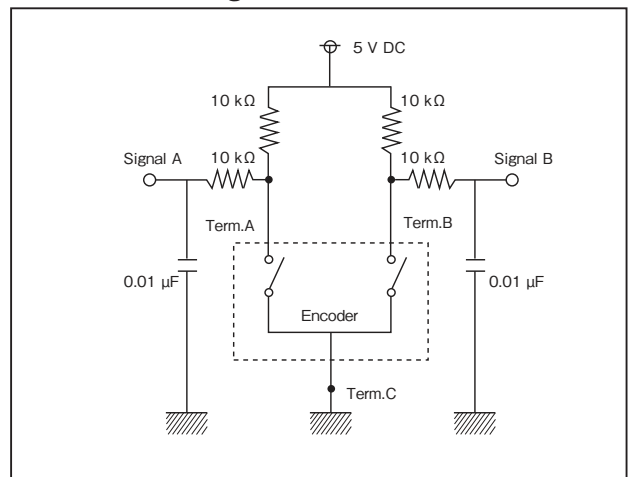 5 V DC
10 kΩ
10 kΩ
Signal A
10 kΩ
10 kΩ
Signal B
Term.A
Term.B
0.01 µF
0.01 µF
Encoder
Term.C